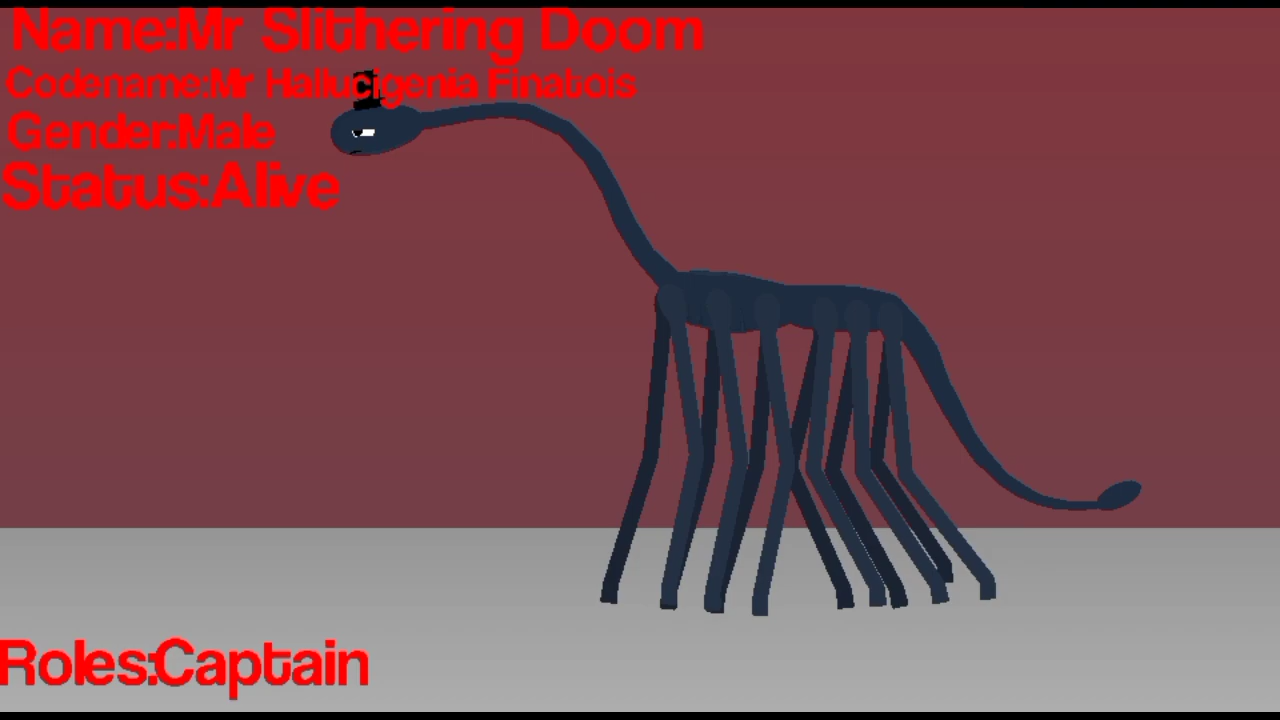 Name:Mr Slithering Doom
Codename:Mr Hallucigenia Finatois
Gender:Male
Status:Alive
Roles:Captain